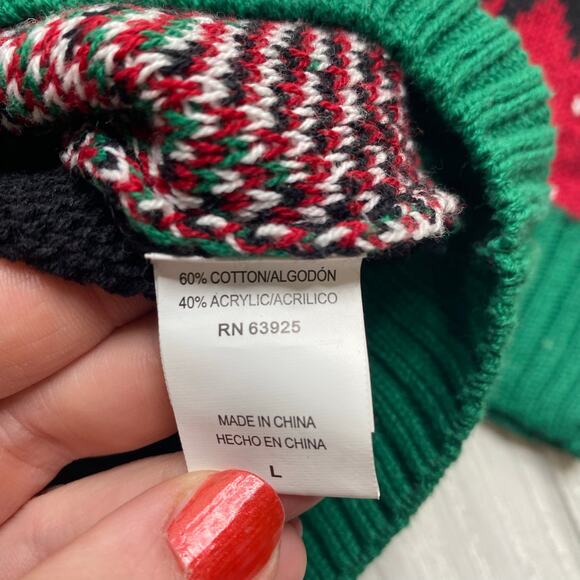 60% COTTON/ALGODÓN
40% ACRYLIC/ACRILICO
RN 63925
MADE IN CHINA
HECHO EN CHINA
L